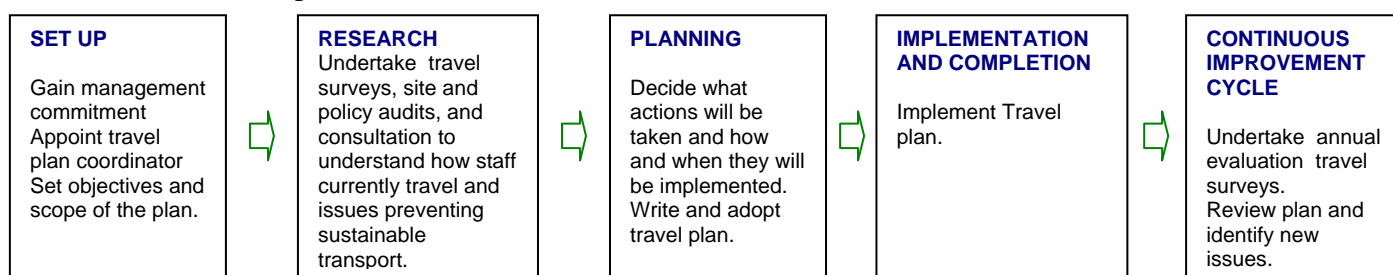 SET UP
Gain management
commitment
Appoint travel
plan coordinator
Set objectives and
scope of the plan.
RESEARCH
Undertake travel
surveys, site and
policy audits, and
consultation to
understand how staff
currently travel and
issues preventing
sustainable
transport.
PLANNING
Decide what
actions will be
taken and how
and when they will
be implemented.
Write and adopt
travel plan.
IMPLEMENTATION
AND COMPLETION
Implement Travel
plan.
CONTINUOUS
IMPROVEMENT
CYCLE
Undertake annual
evaluation travel
surveys.
Review plan and
identify new
issues.